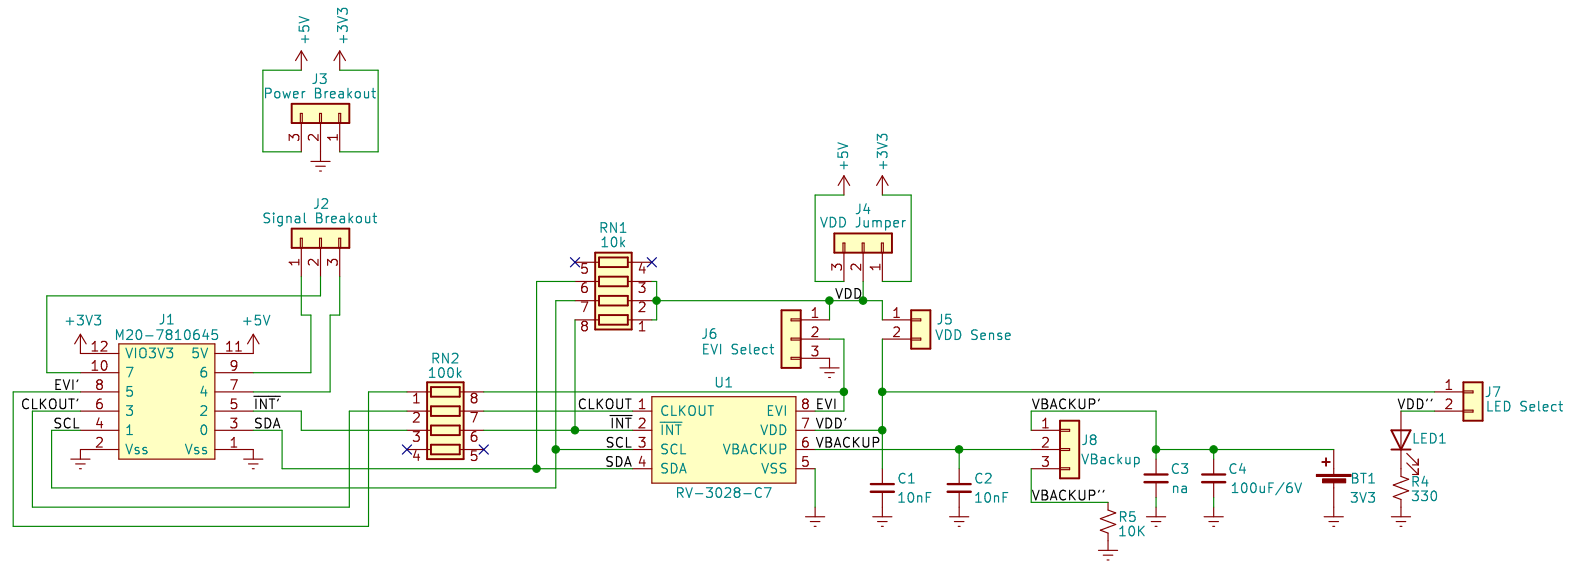 +5V
+3V3
J3
Power Breakout
3
2
1
J2
Signal Breakout
1
2
3
+3V3
J1
+5V
M20-7810645
12 VIO3V3 5V 11
10 7 6 9
EVI' 8 5 4 7
CLKOUT' 6 3 2 5 INT'
SCL 4 1 0 3 SDA
2 Vss Vss 1
RN1
10k
5 4
6 3
7 2
8 1
RN2
100k
1 8
2 7
3 6
4 5
+5V
+3V3
J4
VDD Jumper
3
2
1
VDD
J6
EVI Select
1
2
3
1
2
J5
VDD Sense
U1
CLKOUT 1 CLKOUT EVI 8 EVI
INT 2 INT VDD 7 VDD'
SCL 3 SCL VBACKUP 6 VBACKUP
SDA 4 SDA VSS 5
RV-3028-C7
C1
10nF
C2
10nF
VBACKUP'
1
2
3
J8
VBackup
VBACKUP''
R5
10K
C3
na
C4
100uF/6V
+
BT1
3V3
1
2
J7
LED Select
VDD''
LED1
R4
330